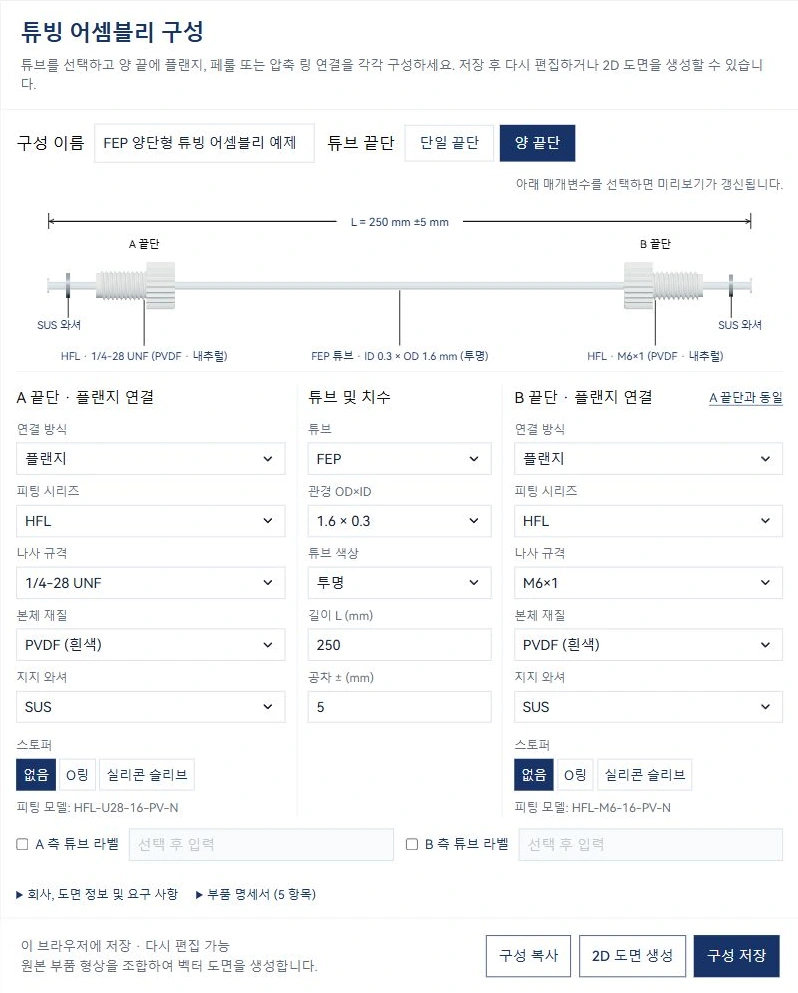 튜빙 어셈블리 구성
튜브를 선택하고 양 끝에 플랜지, 페룰 또는 압축 링 연결을 각각 구성하세요. 저장 후 다시 편집하거나 2D 도면을 생성할 수 있습니
다.
구성 이름 FEP 양단형 튜빙 어셈블리 예제 튜브 끝단 단일 끝단 양 끝단
아래 매개변수를 선택하면 미리보기가 갱신됩니다.
L = 250 mm ±5 mm
A 끝단 B 끝단
SUS 와셔 SUS 와셔
HFL · 1/4-28 UNF (PVDF · 내추럴) FEP 튜브 · ID 0.3 × OD 1.6 mm (투명) HFL · M6×1 (PVDF · 내추럴)
A 끝단 · 플랜지 연결 튜브 및 치수 B 끝단 · 플랜지 연결 A 끝단과 동일
연결 방식 튜브 연결 방식
플랜지 FEP 플랜지
피팅 시리즈 관경 OD×ID 피팅 시리즈
HFL 1.6 × 0.3 HFL
나사 규격 튜브 색상 나사 규격
1/4-28 UNF 투명 M6×1
본체 재질 길이 L (mm) 본체 재질
PVDF (흰색) 250 PVDF (흰색)
지지 와셔 공차 ± (mm) 지지 와셔
SUS 5 SUS
스토퍼 스토퍼
없음 O링 실리콘 슬리브 없음 O링 실리콘 슬리브
피팅 모델: HFL-U28-16-PV-N 피팅 모델: HFL-M6-16-PV-N
A 측 튜브 라벨 선택 후 입력 B 측 튜브 라벨 선택 후 입력
▶ 회사, 도면 정보 및 요구 사항 ▶ 부품 명세서 (5 항목)
이 브라우저에 저장 · 다시 편집 가능
원본 부품 형상을 조합하여 벡터 도면을 생성합니다.
구성 복사 2D 도면 생성 구성 저장